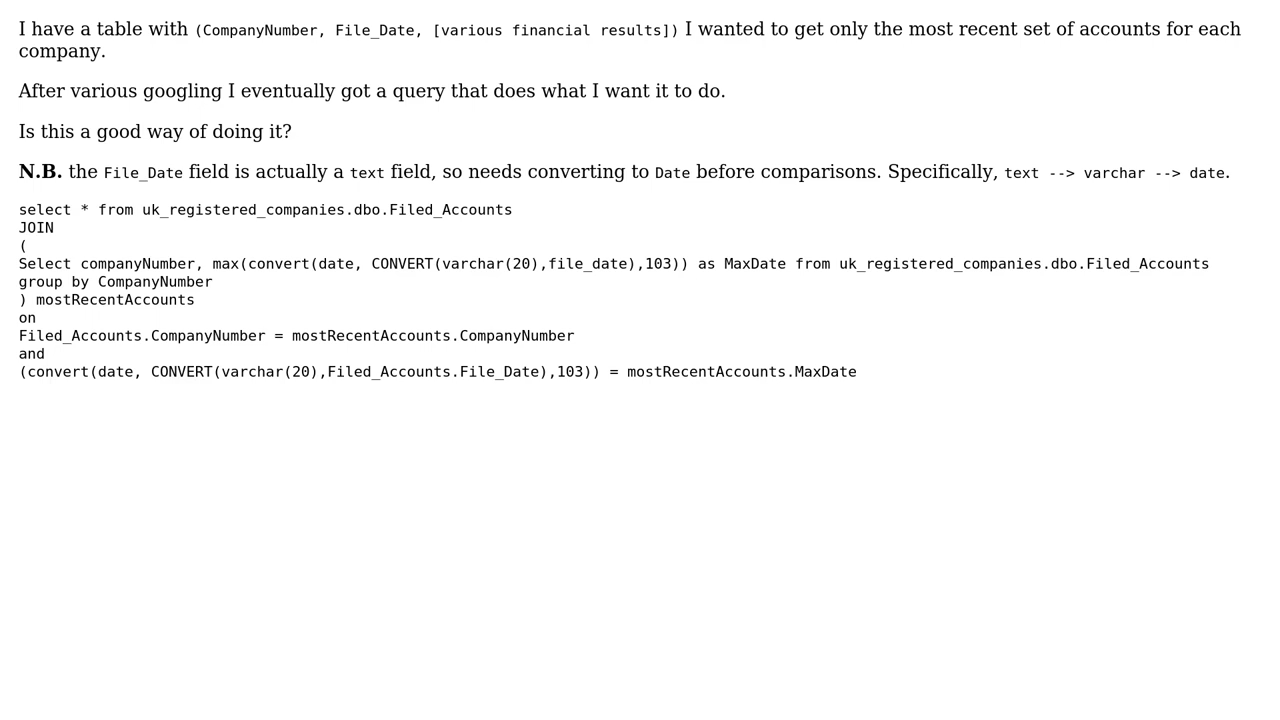 I have a table with (CompanyNumber, File_Date, [various financial results]) I wanted to get only the most recent set of accounts for each
company.
After various googling I eventually got a query that does what I want it to do.
Is this a good way of doing it?
N.B. the File_Date field is actually a text field, so needs converting to Date before comparisons. Specifically, text --> varchar --> date.
select * from uk_registered_companies.dbo.Filed_Accounts
JOIN
(
Select companyNumber, max(convert(date, CONVERT(varchar(20),file_date),103)) as MaxDate from uk_registered_companies.dbo.Filed_Accounts
group by CompanyNumber
) mostRecentAccounts
on
Filed_Accounts.CompanyNumber = mostRecentAccounts.CompanyNumber
and
(convert(date, CONVERT(varchar(20),Filed_Accounts.File_Date),103)) = mostRecentAccounts.MaxDate